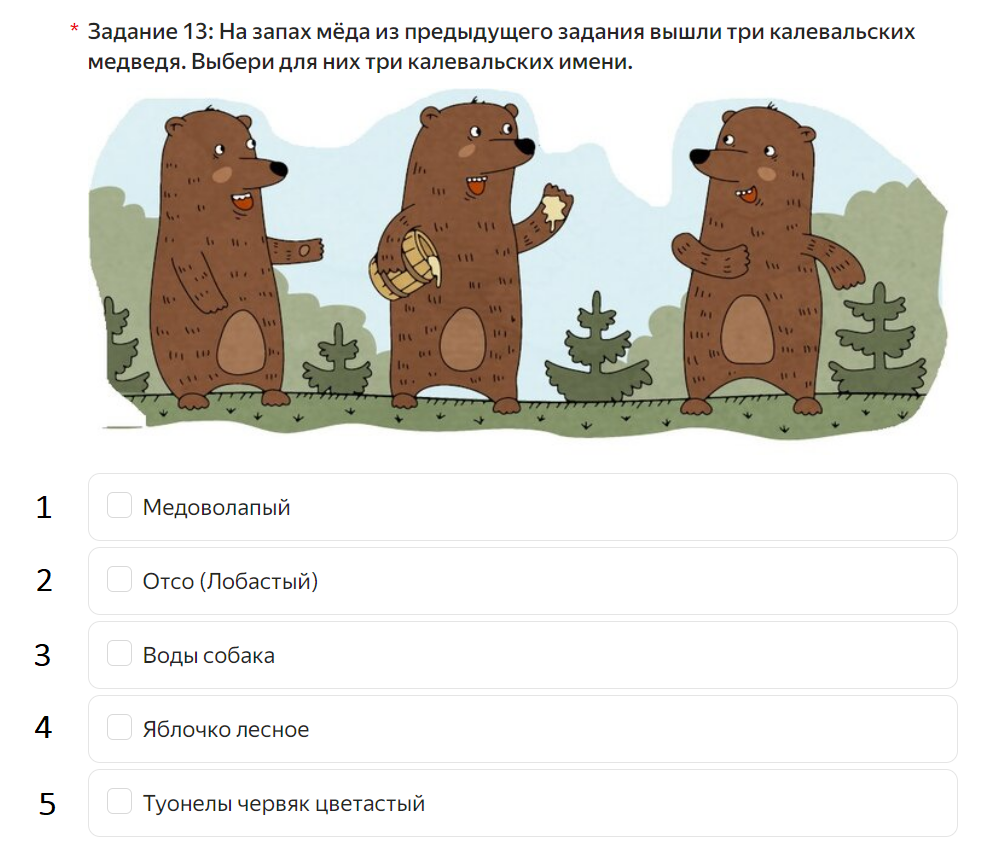 * Задание 13: На запах мёда из предыдущего задания вышли три калевальских
медведя. Выбери для них три калевальских имени.
1 Медоволапый
2 Отсо (Лобастый)
3 Воды собака
4 Яблочко лесное
5 Туонелы червяк цветастый